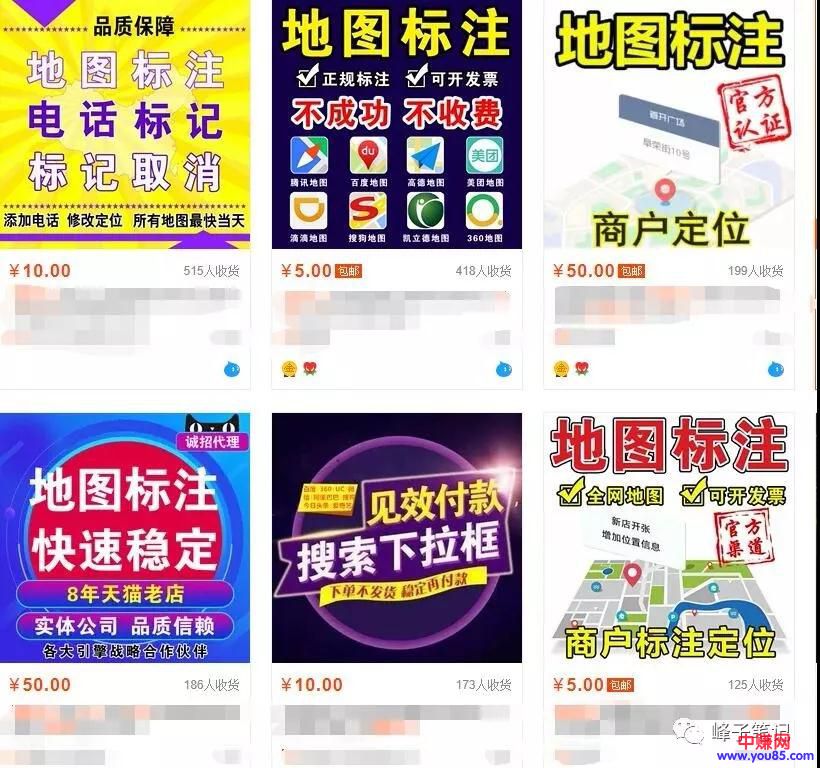 品质保障
地图标注
电话标记
标记取消
添加电话 修改定位 所有地图最快当天
¥10.00 515人收货
地图标注
正规标注 可开发票
不成功 不收费
du 美团
腾讯地图 百度地图 高德地图 美团地图
滴滴地图 搜狗地图 凯立德地图 360地图
¥5.00 包邮 418人收货
地图标注
官方认证
首开广场
阜荣街10号
商户定位
¥50.00 包邮 199人收货
诚招代理
地图标注
快速稳定
8年天猫老店
实体公司 品质信赖
各大引擎战略合作伙伴
¥50.00 186人收货
见效付款
搜索下拉框
下单不发货 稳定再付款
¥10.00 173人收货
地图标注
全网地图 可开发票
新店开张
增加位置信息
官方渠道
商户标注定位
¥5.00 包邮 125人收货
峰子笔记
中赚网
www.you85.com